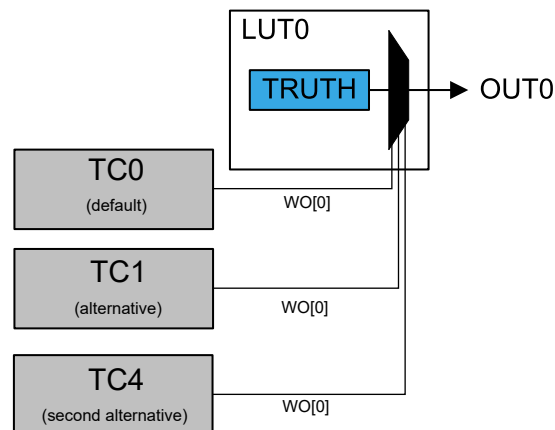 LUT0
TRUTH
OUT0
TC0
(default)
WO[0]
TC1
(alternative)
WO[0]
TC4
(second alternative)
WO[0]